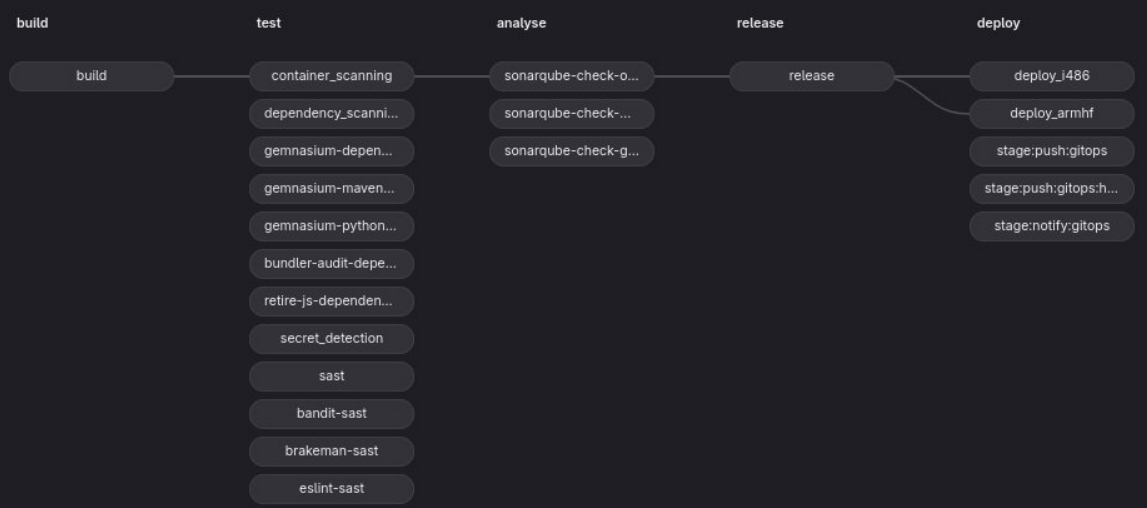 build
test
analyse
release
deploy
build
container_scanning
sonarqube-check-o...
release
deploy_i486
dependency_scanni...
sonarqube-check-...
deploy_armhf
gemnasium-depen...
sonarqube-check-g...
stage:push:gitops
gemnasium-maven...
stage:push:gitops:h...
gemnasium-python...
stage:notify:gitops
bundler-audit-depe...
retire-js-dependen...
secret_detection
sast
bandit-sast
brakeman-sast
eslint-sast